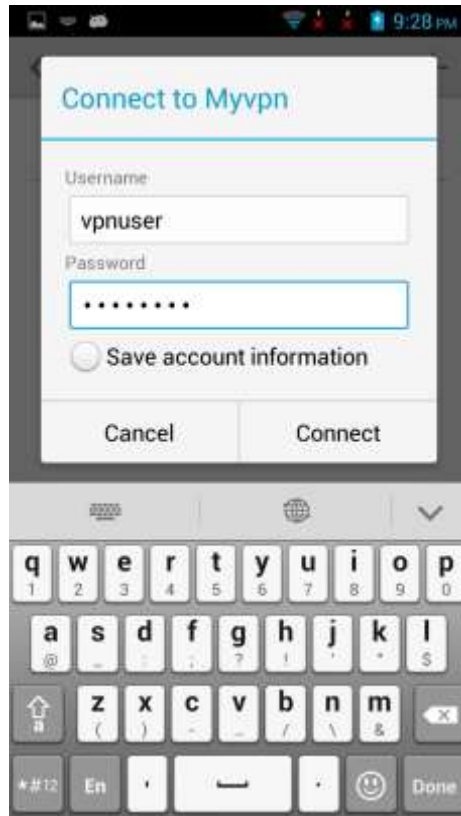 9:28 PM
Connect to Myvpn
Username
vpnuser
Password
••••••••
Save account information
Cancel
Connect
q w e r t y u i o p
1 2 3 4 5 6 7 8 9 0
a s d f g h j k l
@ _ : ; ? ! ' * $
z x c v b n m
( ) - _ / \ &
a
*#12 En ' . Done